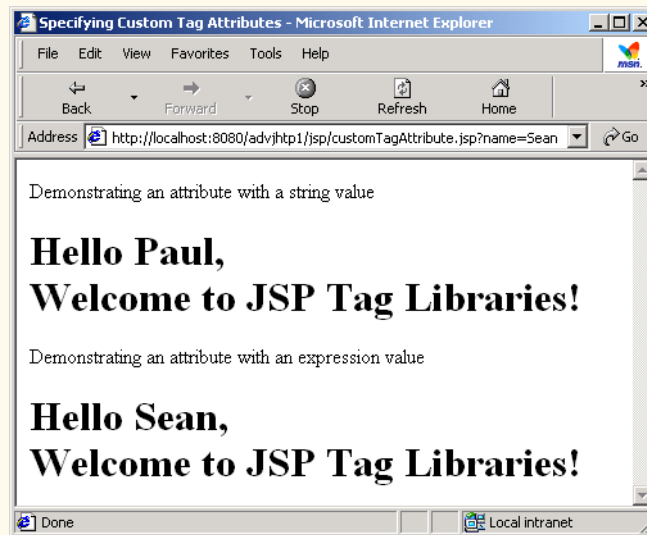 Specifying Custom Tag Attributes - Microsoft Internet Explorer
File Edit View Favorites Tools Help
msn.
Back Forward Stop Refresh Home »
Address http://localhost:8080/advjhtp1/jsp/customTagAttribute.jsp?name=Sean Go
Demonstrating an attribute with a string value
Hello Paul,
Welcome to JSP Tag Libraries!
Demonstrating an attribute with an expression value
Hello Sean,
Welcome to JSP Tag Libraries!
Done Local intranet